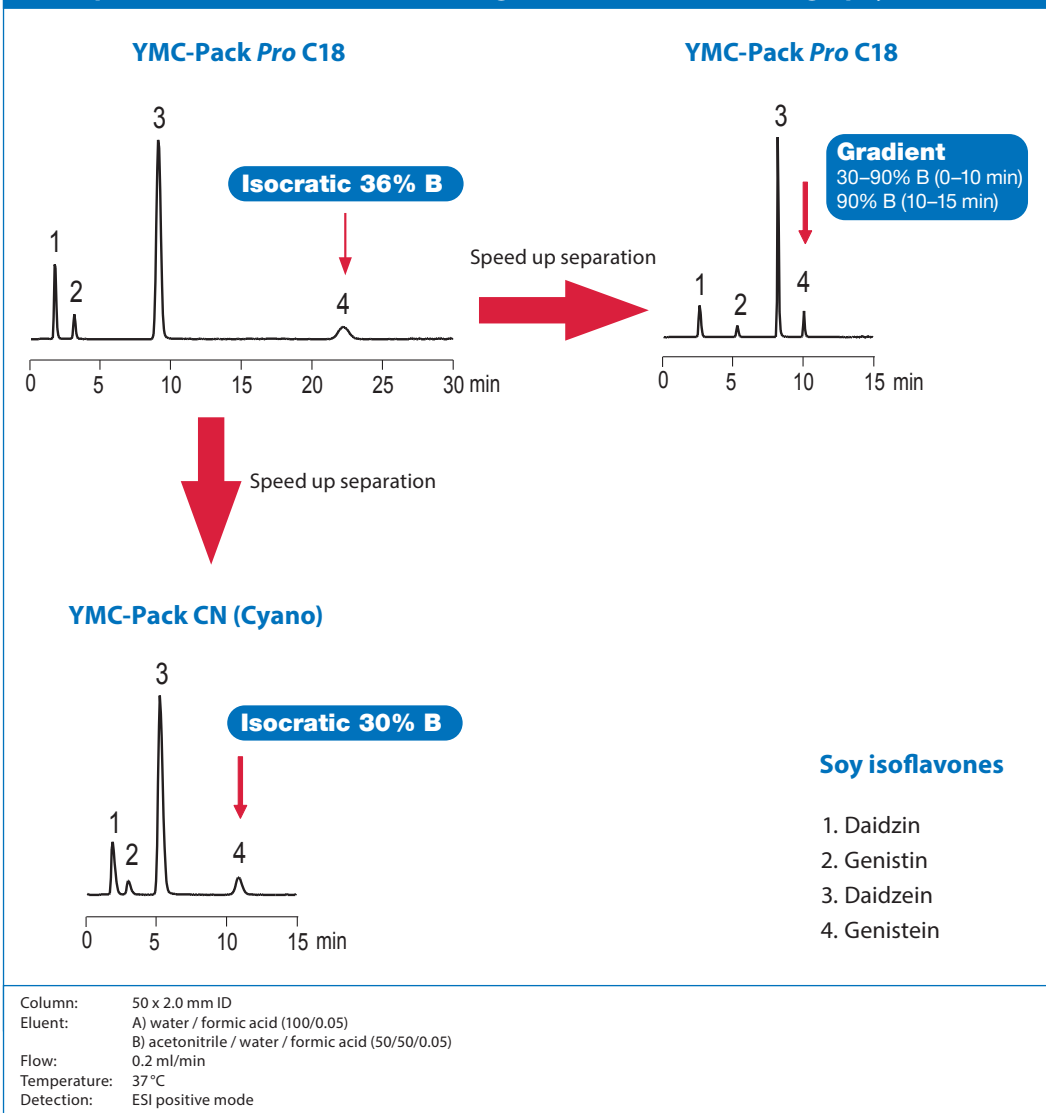 YMC-Pack Pro C18
3
Isocratic 36% B
1
2
4
0 5 10 15 20 25 30 min
Speed up separation
YMC-Pack Pro C18
3
Gradient
30–90% B (0–10 min)
90% B (10–15 min)
1
2
4
0 5 10 15 min
Speed up separation
YMC-Pack CN (Cyano)
3
Isocratic 30% B
1
2
4
0 5 10 15 min
Soy isoflavones
1. Daidzin
2. Genistin
3. Daidzein
4. Genistein
Column: 50 x 2.0 mm ID
Eluent: A) water / formic acid (100/0.05)
B) acetonitrile / water / formic acid (50/50/0.05)
Flow: 0.2 ml/min
Temperature: 37 °C
Detection: ESI positive mode